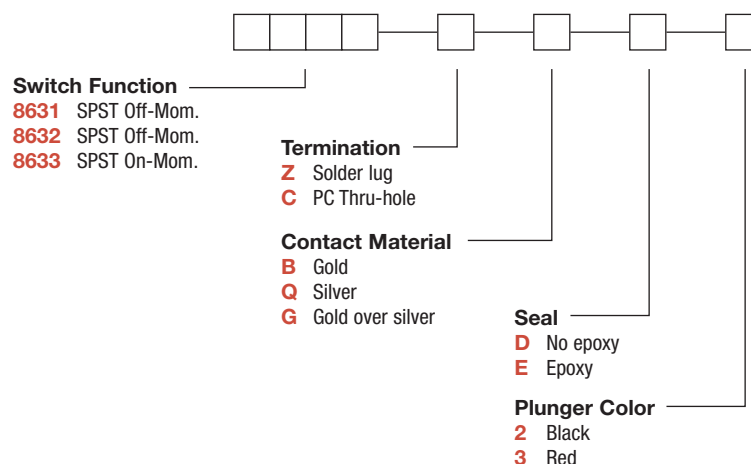 Switch Function
8631 SPST Off-Mom.
8632 SPST Off-Mom.
8633 SPST On-Mom.
Termination
Z Solder lug
C PC Thru-hole
Contact Material
B Gold
Q Silver
G Gold over silver
Seal
D No epoxy
E Epoxy
Plunger Color
2 Black
3 Red